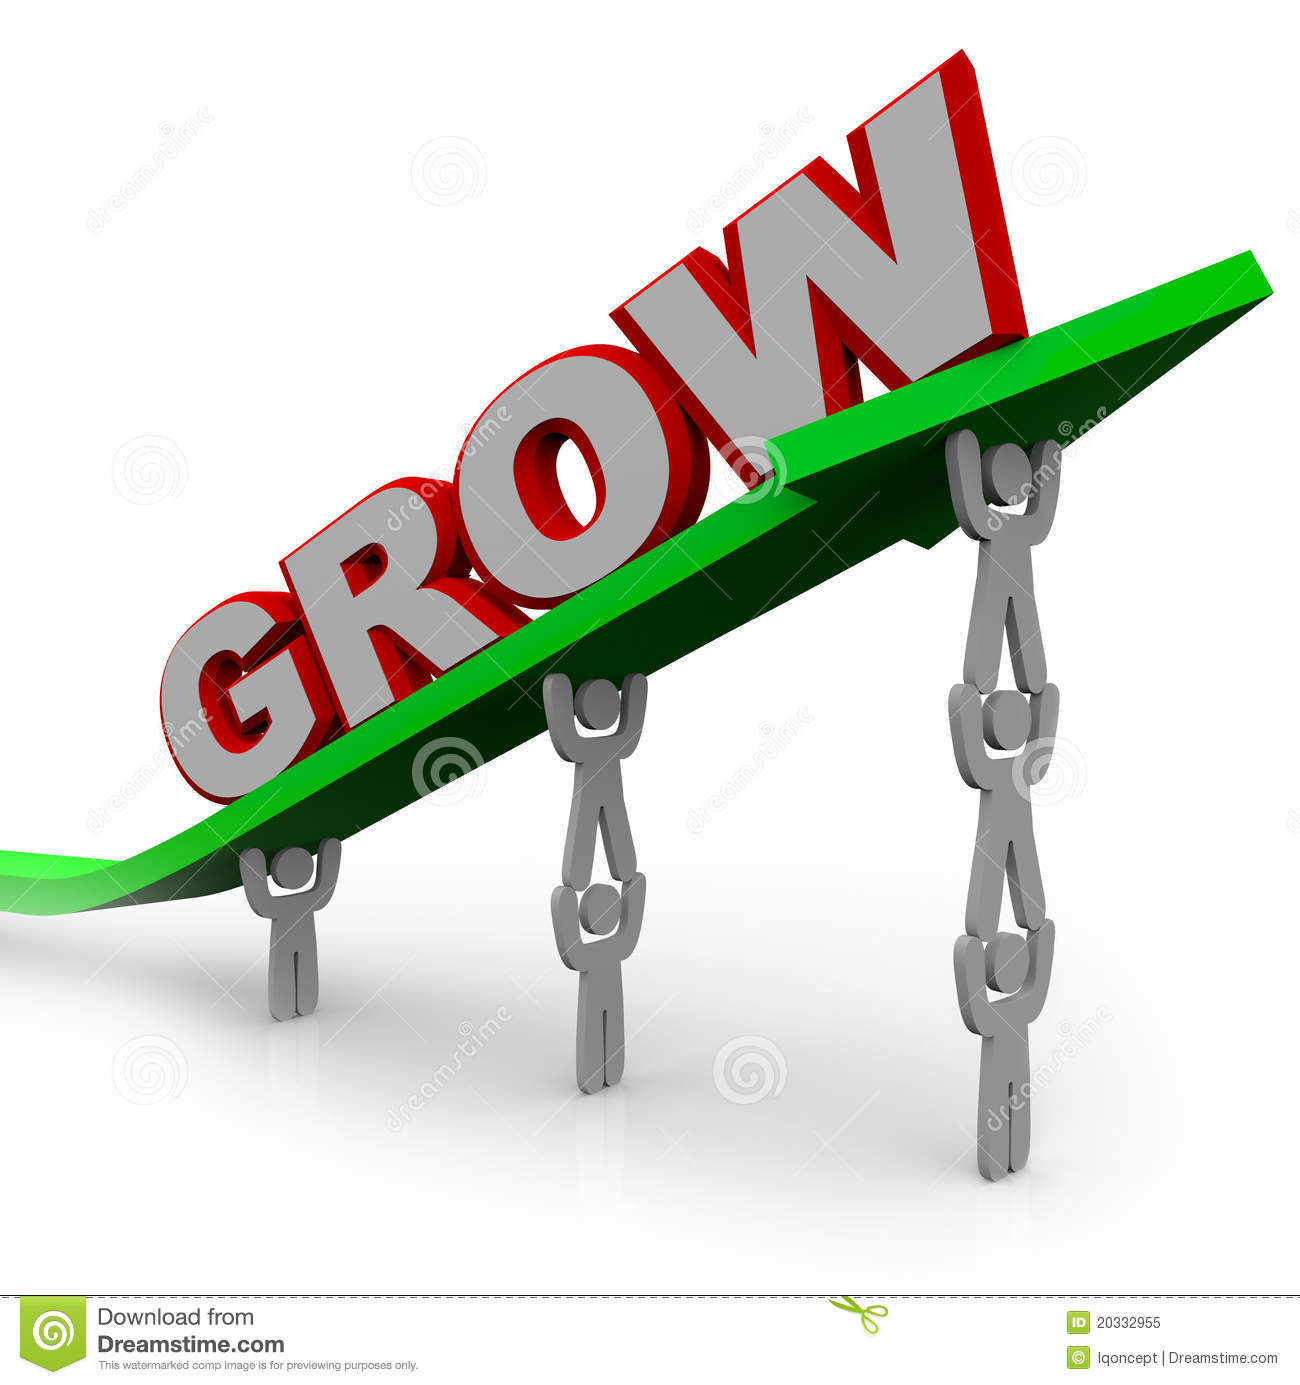 GROW
Download from
Dreamstime.com
This watermarked comp image is for previewing purposes only.
ID 20332955
© Iqoncept | Dreamstime.com
dreamstime